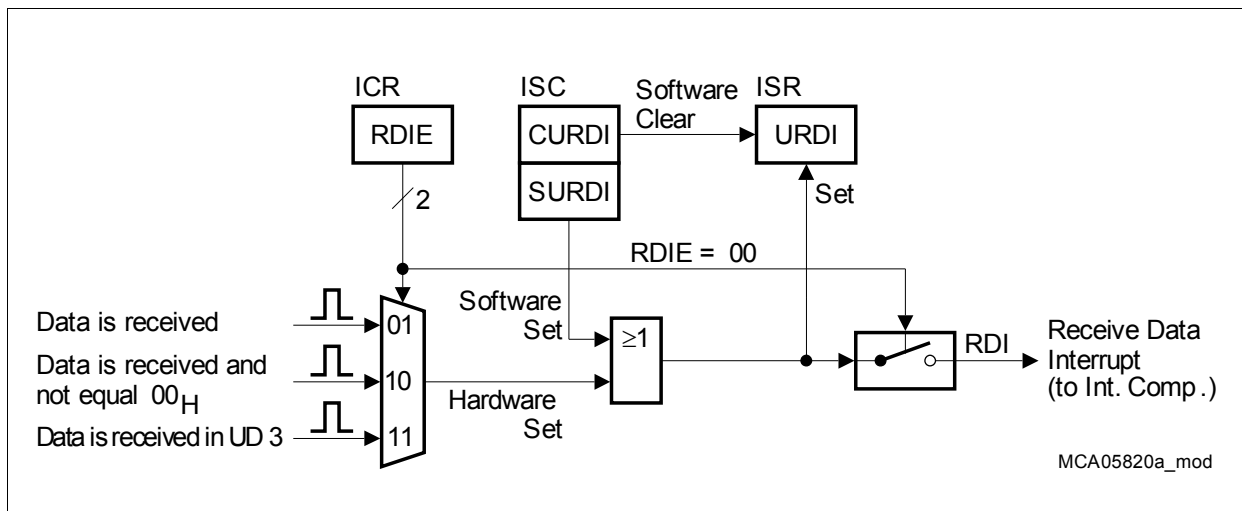 ICR
RDIE
2
ISC
CURDI
SURDI
Software
Clear
ISR
URDI
Set
RDIE = 00
Data is received
Data is received and
not equal 00H
Data is received in UD 3
01
10
11
Software
Set
Hardware
Set
≥1
RDI
Receive Data
Interrupt
(to Int. Comp.)
MCA05820a_mod